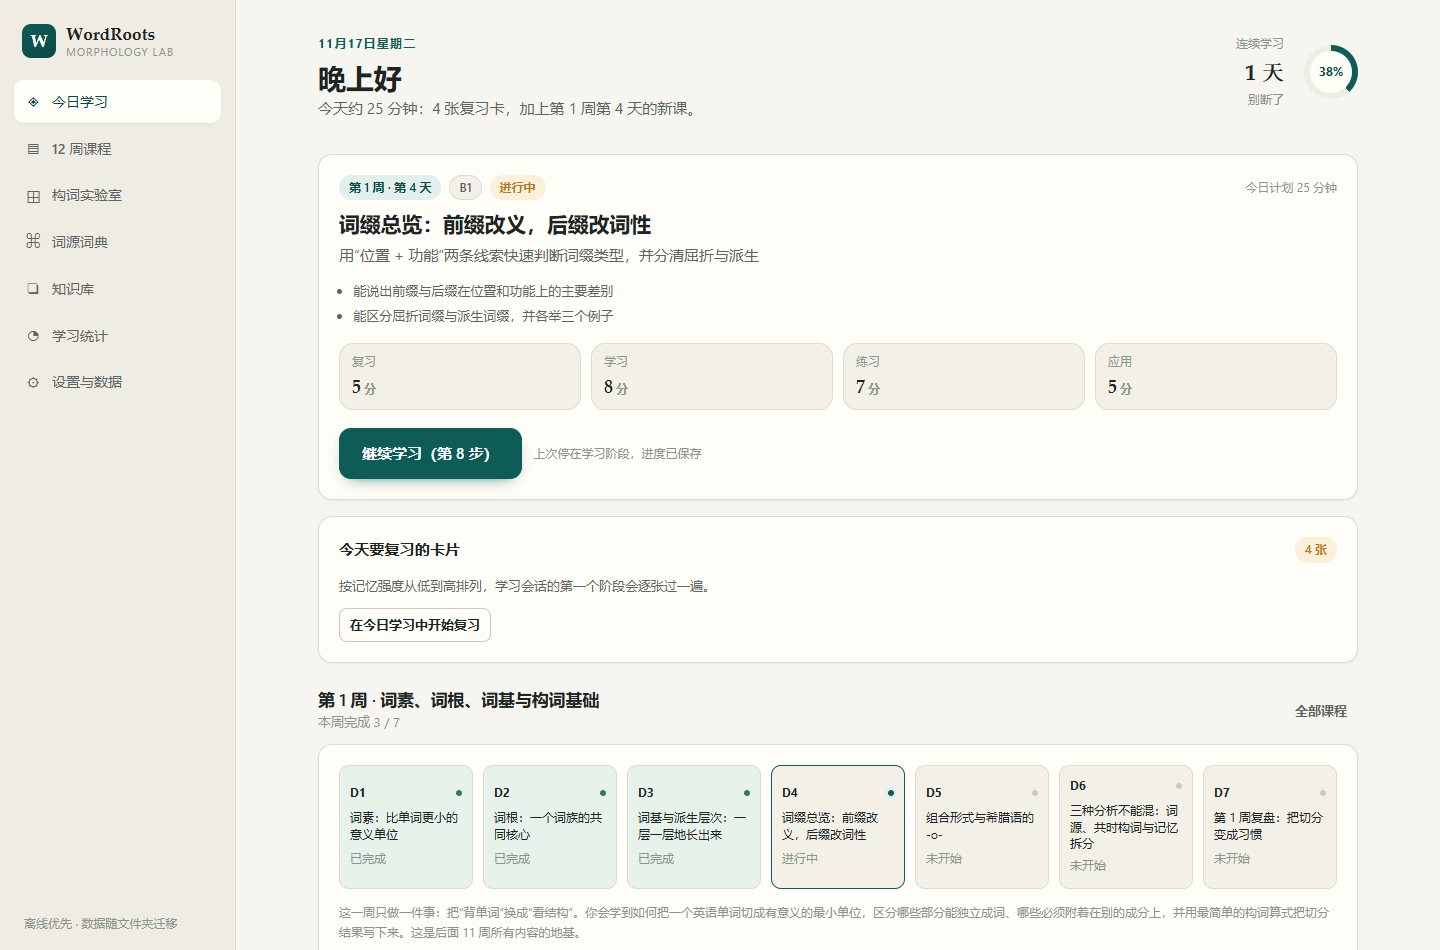 W
WordRoots
MORPHOLOGY LAB
今日学习
12 周课程
构词实验室
词源词典
知识库
学习统计
设置与数据
离线优先 · 数据随文件夹迁移
11月17日星期二
晚上好
今天约 25 分钟：4 张复习卡，加上第 1 周第 4 天的新课。
连续学习
1 天
别断了
38%
第 1 周 · 第 4 天
B1
进行中
今日计划 25 分钟
词缀总览：前缀改义，后缀改词性
用“位置 + 功能”两条线索快速判断词缀类型，并分清屈折与派生
能说出前缀与后缀在位置和功能上的主要差别
能区分屈折词缀与派生词缀，并各举三个例子
复习
5 分
学习
8 分
练习
7 分
应用
5 分
继续学习（第 8 步）
上次停在学习阶段，进度已保存
今天要复习的卡片
4 张
按记忆强度从低到高排列，学习会话的第一个阶段会逐张过一遍。
在今日学习中开始复习
第 1 周 · 词素、词根、词基与构词基础
本周完成 3 / 7
全部课程
D1
词素：比单词更小的
意义单位
已完成
D2
词根：一个词族的共
同核心
已完成
D3
词基与派生层次：一
层一层地长出来
已完成
D4
词缀总览：前缀改
义，后缀改词性
进行中
D5
组合形式与希腊语的
-o-
未开始
D6
三种分析不能混：词
源、共时构词与记忆
拆分
未开始
D7
第 1 周复盘：把切分
变成习惯
未开始
这一周只做一件事：把“背单词”换成“看结构”。你会学到如何把一个英语单词切成有意义的最小单位，区分哪些部分能独立成词、哪些必须附着在别的成分上，并用最简单的构词算式把切分
结果写下来。这是后面 11 周所有内容的地基。